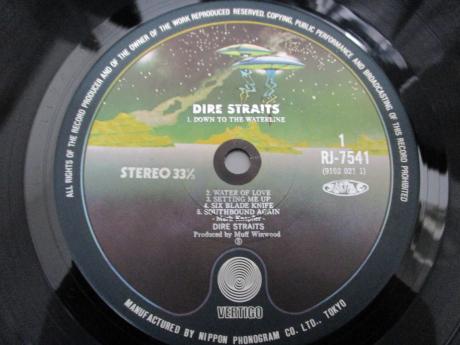 ALL RIGHTS OF THE RECORD PRODUCER AND OF THE OWNER OF THE WORK REPRODUCED RESERVED. COPYING, PUBLIC PERFORMANCE AND BROADCASTING OF THIS RECORD PROHIBITED
DIRE STRAITS
1. DOWN TO THE WATERLINE
1
RJ-7541
(9102 021 1)
STEREO 33⅓
2. WATER OF LOVE
3. SETTING ME UP
4. SIX BLADE KNIFE
5. SOUTHBOUND AGAIN
- Mark Knopfler -
DIRE STRAITS
Produced by Muff Winwood
Ⓟ
VERTIGO
MANUFACTURED BY NIPPON PHONOGRAM CO. LTD., TOKYO